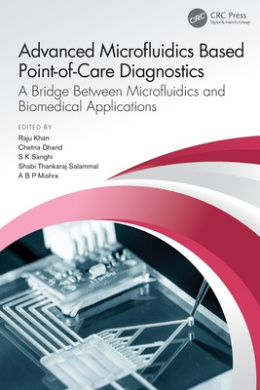 CRC
CRC Press
Taylor & Francis Group
Advanced Microfluidics Based
Point-of-Care Diagnostics
A Bridge Between Microfluidics and
Biomedical Applications
EDITED BY
Raju Khan
Chetna Dhand
S K Sanghi
Shabi Thankaraj Salammal
A B P Mishra